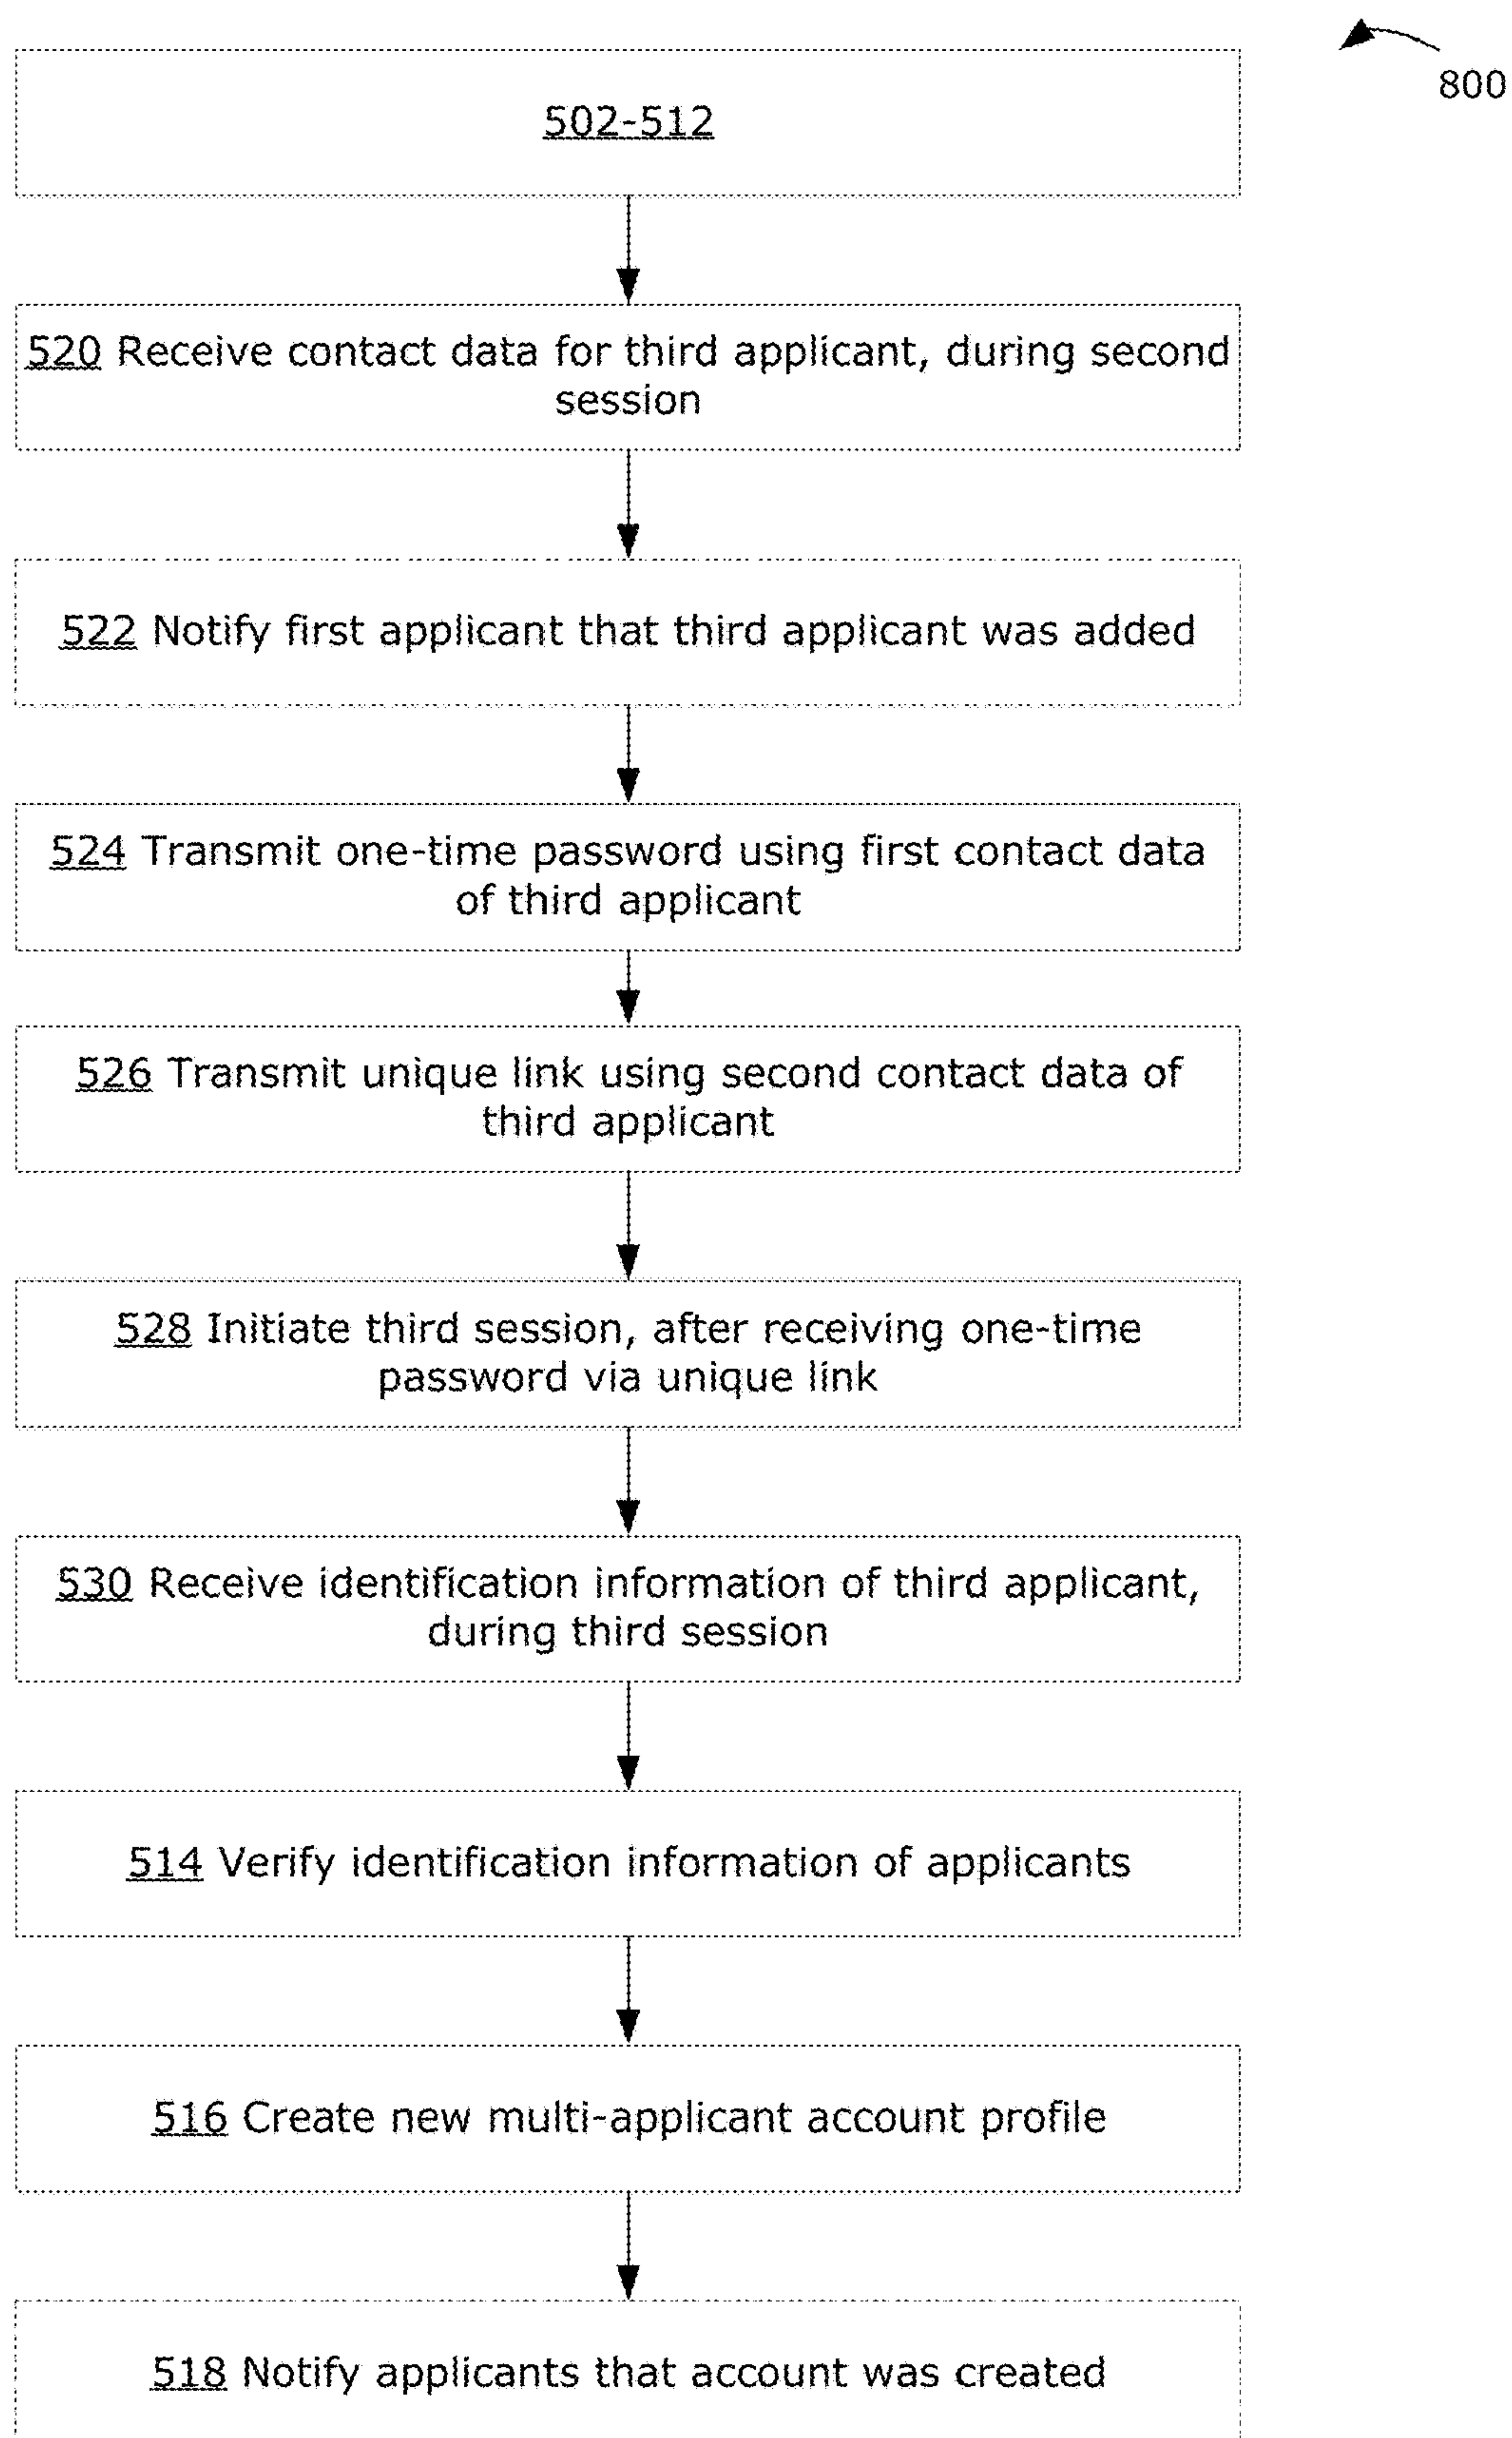 800
502-512
520 Receive contact data for third applicant, during second
session
522 Notify first applicant that third applicant was added
524 Transmit one-time password using first contact data
of third applicant
526 Transmit unique link using second contact data of
third applicant
528 Initiate third session, after receiving one-time
password via unique link
530 Receive identification information of third applicant,
during third session
514 Verify identification information of applicants
516 Create new multi-applicant account profile
518 Notify applicants that account was created